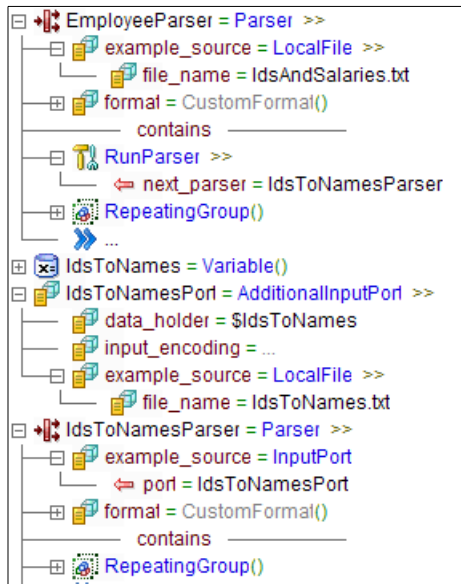 EmployeeParser = Parser >>
example_source = LocalFile >>
file_name = IdsAndSalaries.txt
format = CustomFormat()
contains
RunParser >>
next_parser = IdsToNamesParser
RepeatingGroup()
...
IdsToNames = Variable()
IdsToNamesPort = AdditionalInputPort >>
data_holder = $IdsToNames
input_encoding = ...
example_source = LocalFile >>
file_name = IdsToNames.txt
IdsToNamesParser = Parser >>
example_source = InputPort
port = IdsToNamesPort
format = CustomFormat()
contains
RepeatingGroup()